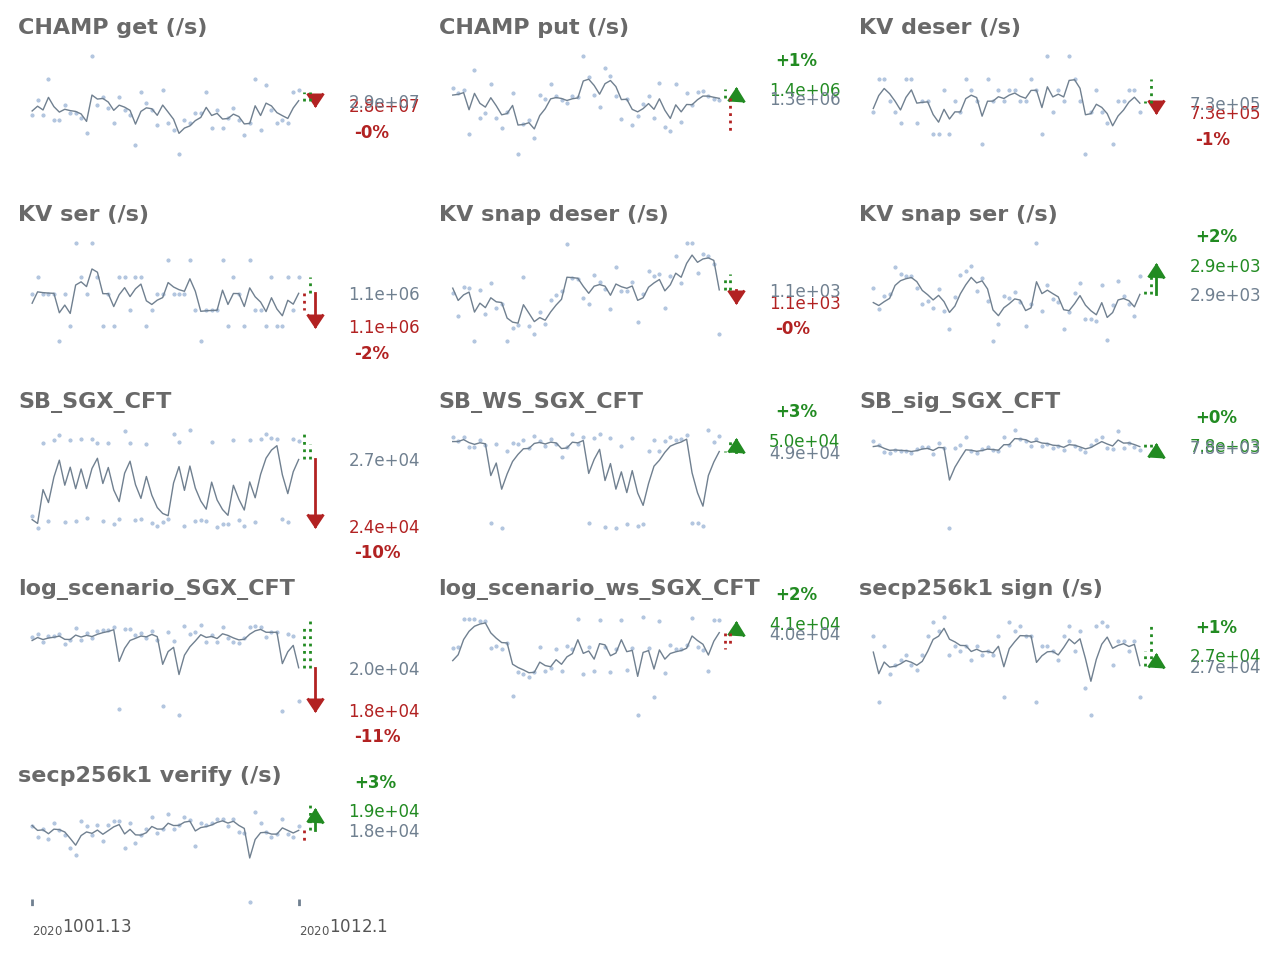 CHAMP get (/s)
2.9e+07
2.8e+07
-0%
CHAMP put (/s)
+1%
1.4e+06
1.3e+06
KV deser (/s)
7.3e+05
7.3e+05
-1%
KV ser (/s)
1.1e+06
1.1e+06
-2%
KV snap deser (/s)
1.1e+03
1.1e+03
-0%
KV snap ser (/s)
+2%
2.9e+03
2.9e+03
SB_SGX_CFT
2.7e+04
2.4e+04
-10%
SB_WS_SGX_CFT
+3%
5.0e+04
4.9e+04
SB_sig_SGX_CFT
+0%
7.8e+03
log_scenario_SGX_CFT
2.0e+04
1.8e+04
-11%
log_scenario_ws_SGX_CFT
+2%
4.1e+04
4.0e+04
secp256k1 sign (/s)
+1%
2.7e+04
2.7e+04
secp256k1 verify (/s)
+3%
1.9e+04
1.8e+04
2020 1001.13
2020 1012.1